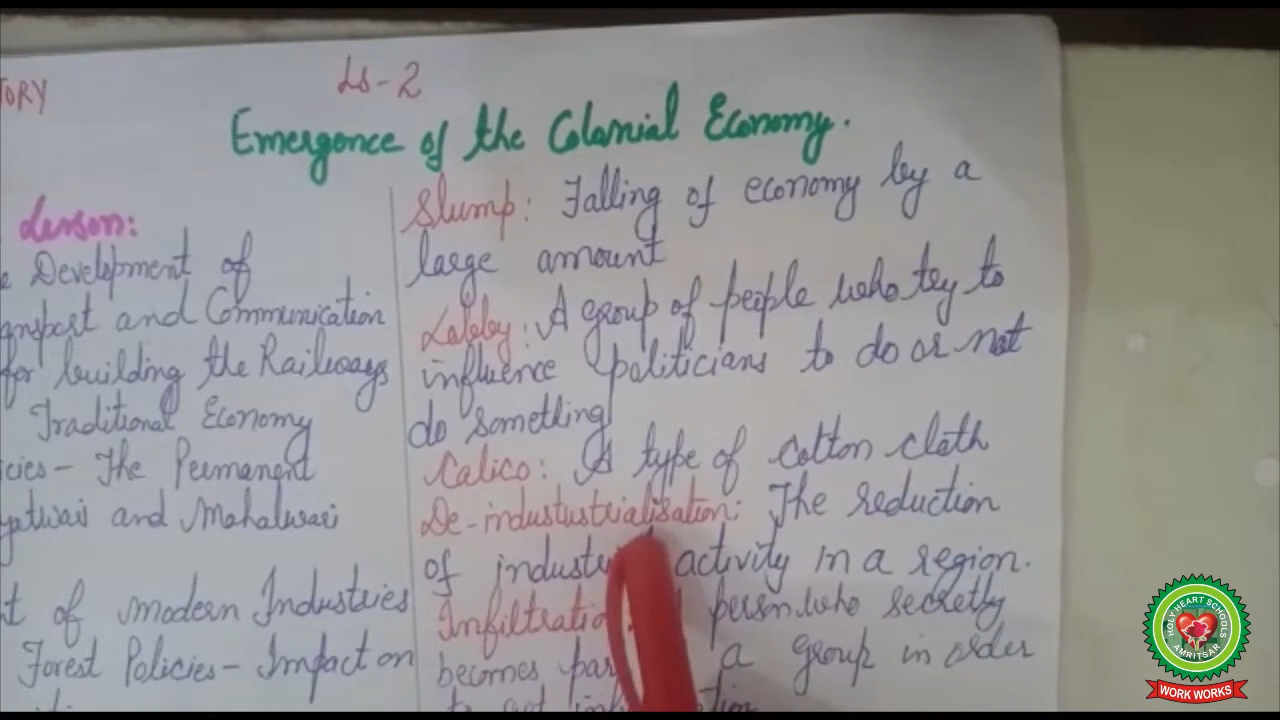 TORY
Ls-2
Emergence of the Colonial Economy.
Lesson:
Development of
and Communication
for building the Railways
Traditional Economy
cies - The Permanent
and Mahalwari
of modern Industries
Forest Policies - Impact on
Slump: Falling of economy by a
large amount
Lobby: A group of people who try to
influence politicians to do or not
do something
Calico: A type of cotton cloth
De-industustrialisation: The reduction
of activity in a region.
person who secretly
becomes a group in order
HOLY HEART SCHOOLS
AMRITSAR
WORK WORKS